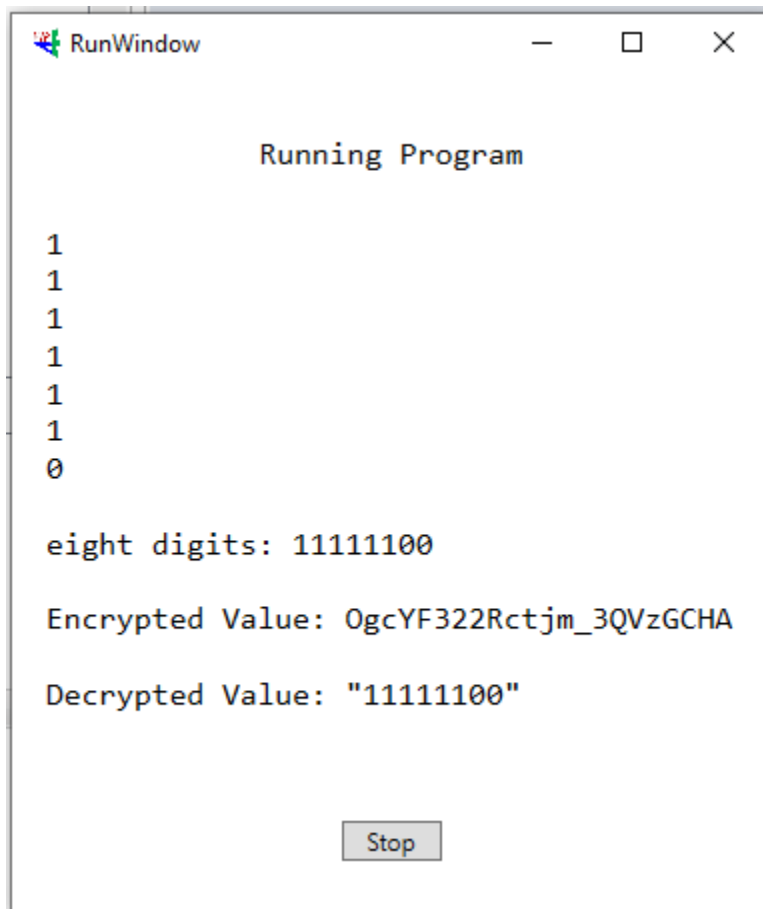 RunWindow
Running Program
1
1
1
1
1
1
0
eight digits: 11111100
Encrypted Value: OgcYF322Rctjm_3QVzGCHA
Decrypted Value: "11111100"
Stop